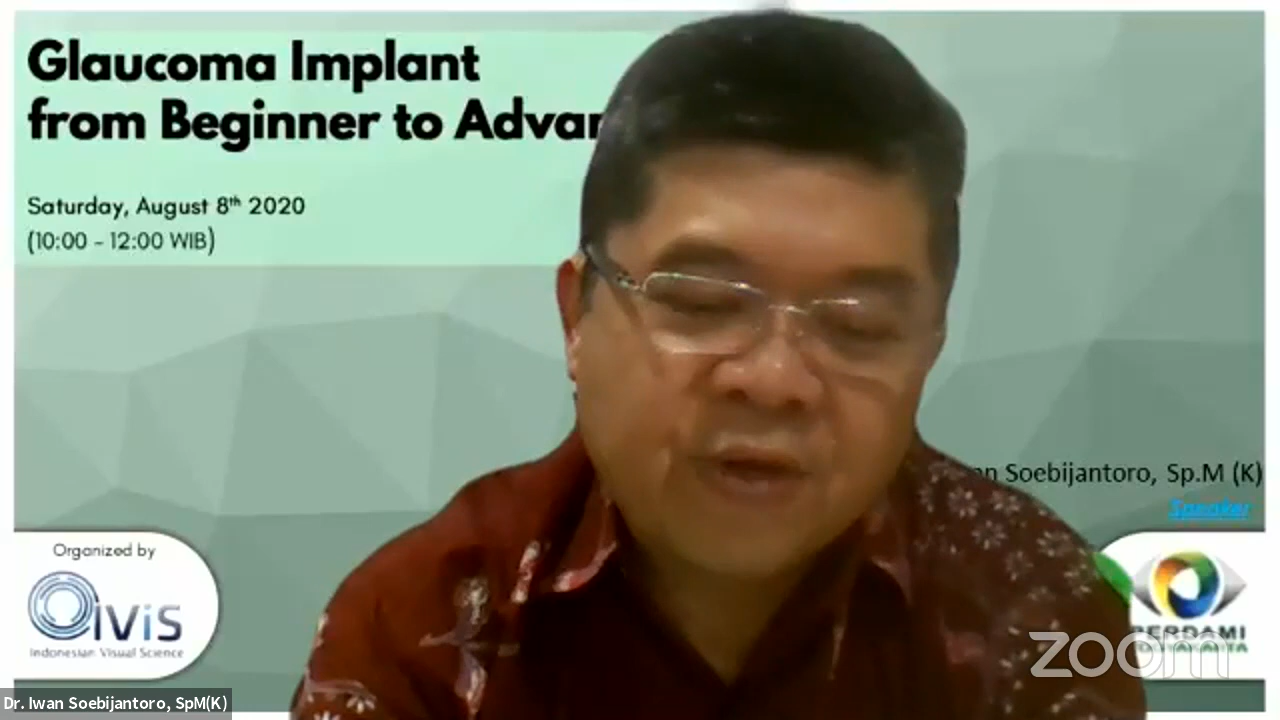 Glaucoma Implant
from Beginner to Advan
Saturday, August 8th 2020
(10:00 - 12:00 WIB)
Soebijantoro, Sp.M (K)
Speaker
Organized by
IViS
Indonesian Visual Science
PERDAMI
zoom
Dr. Iwan Soebijantoro, SpM(K)